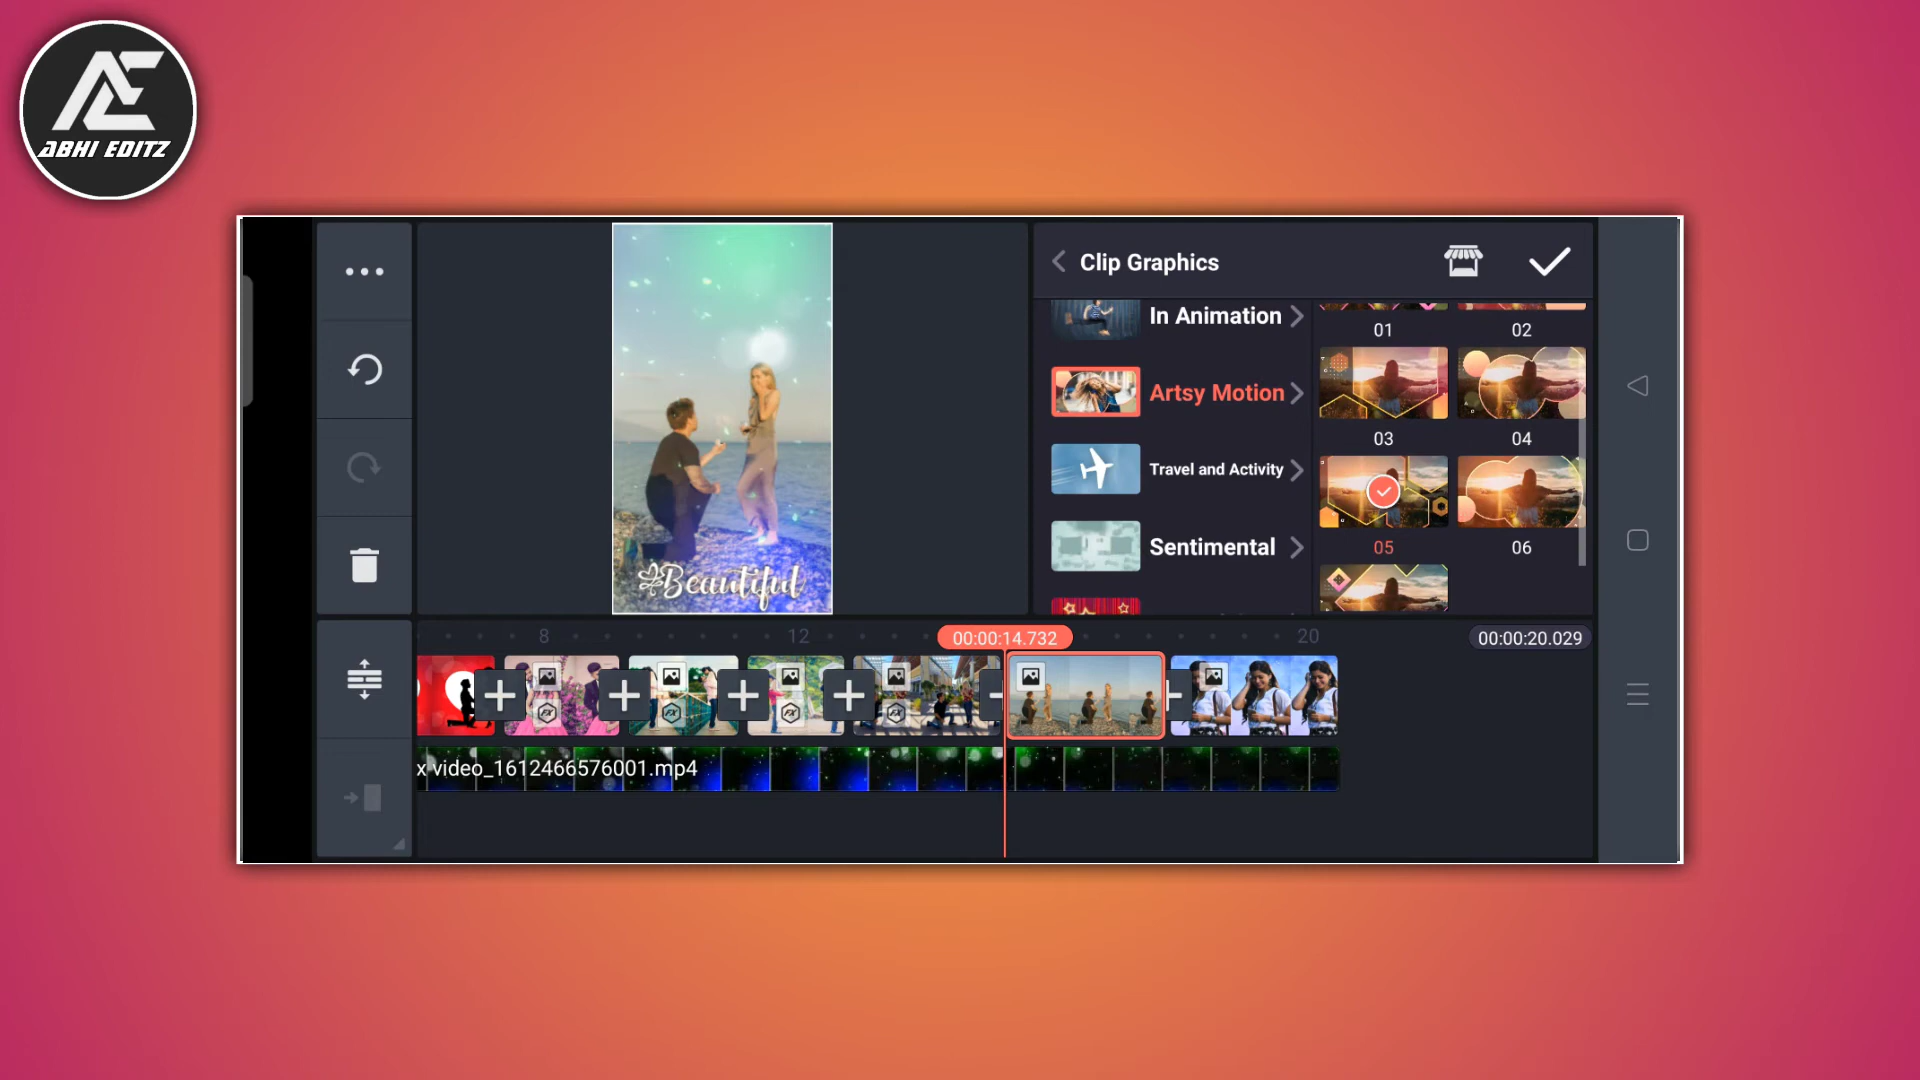 ABHI EDITZ
Clip Graphics
In Animation
Artsy Motion
Travel and Activity
Sentimental
01
02
03
04
05
06
Beautiful
8
12
00:00:14.732
20
00:00:20.029
x video_1612466576001.mp4